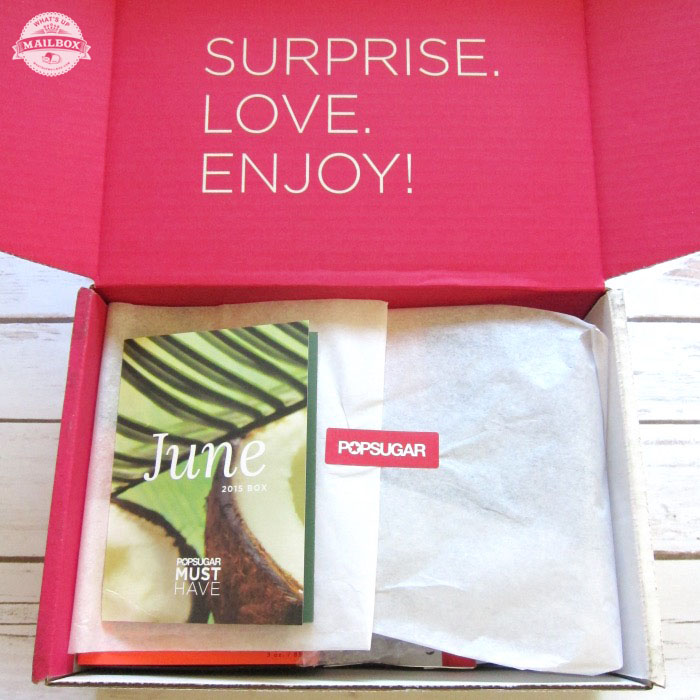 WHAT'S UP
MAILBOX
SURPRISE.
LOVE.
ENJOY!
POPSUGAR
June
2015 BOX
POPSUGAR
MUST
HAVE